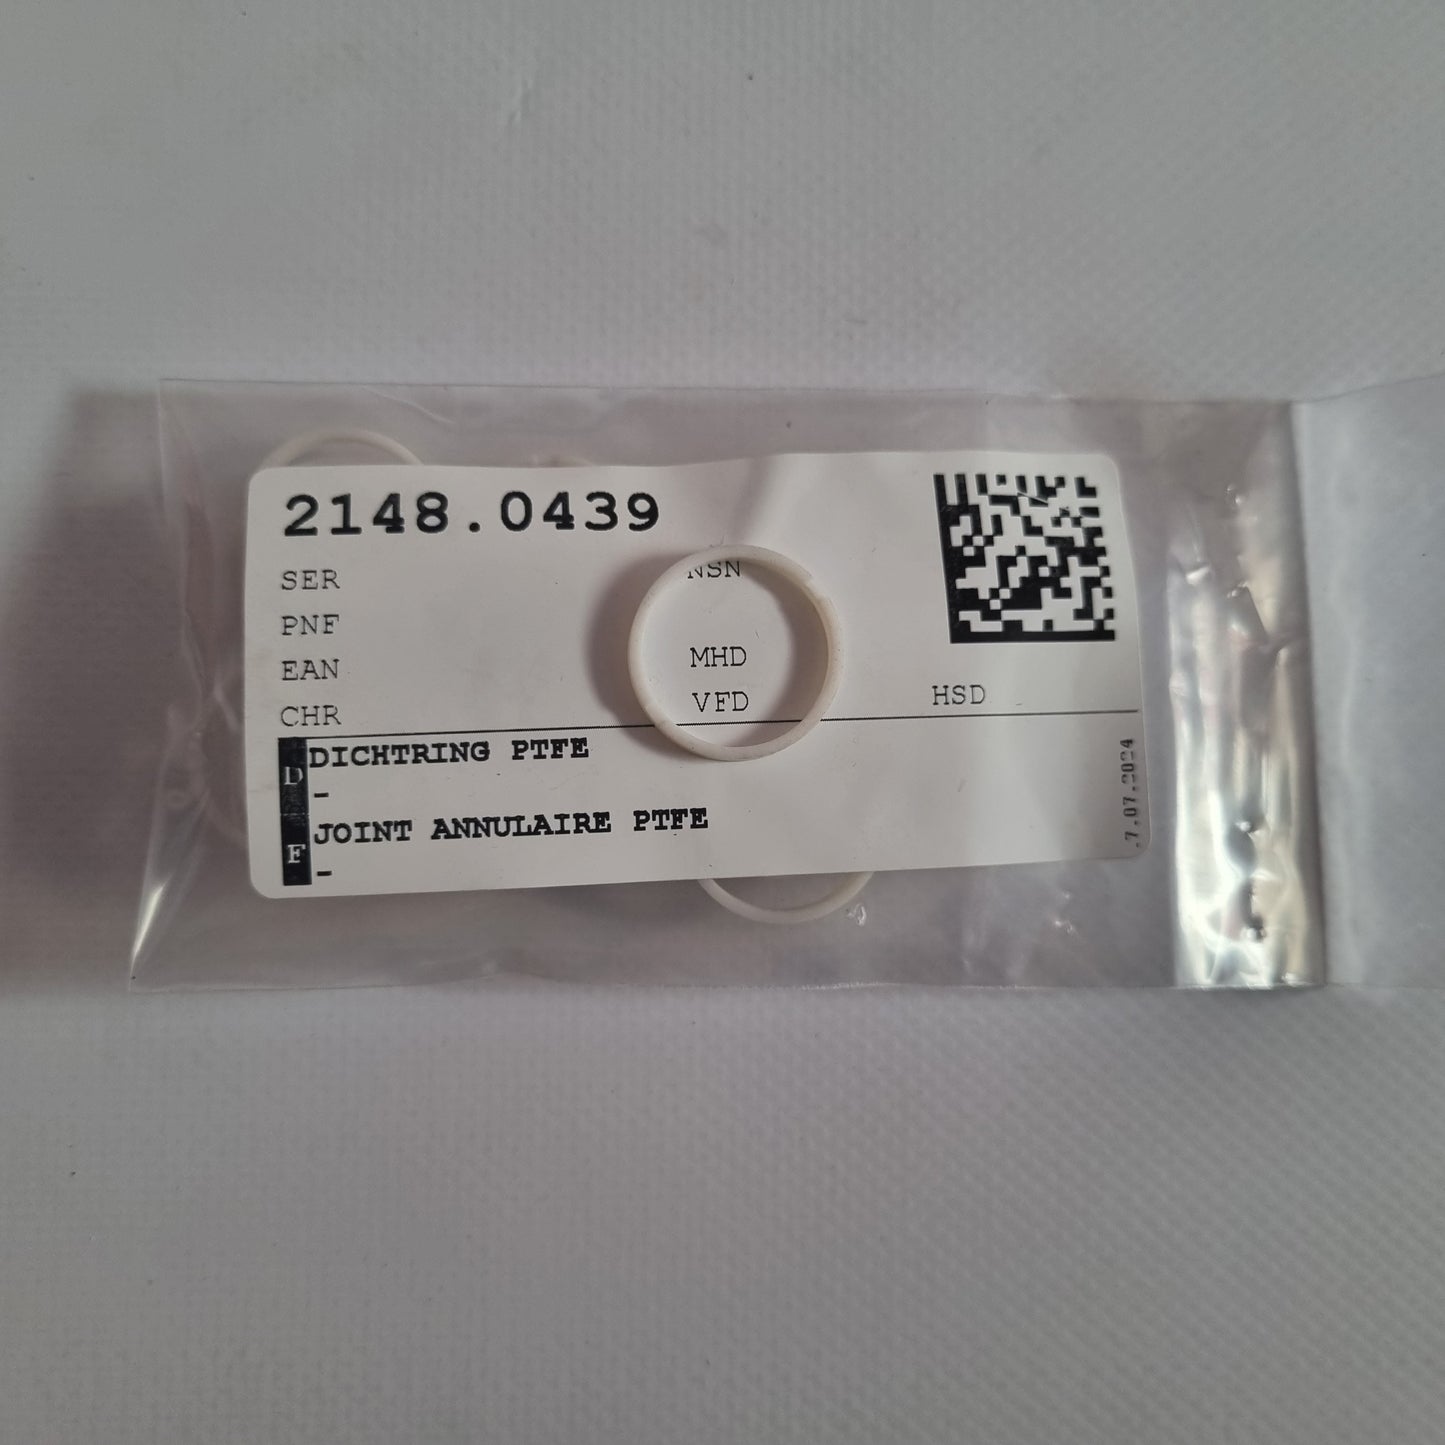 2148.0439
SER NSN
PNF
EAN MHD
CHR VFD HSD
D DICHTRING PTFE
-
F JOINT ANNULAIRE PTFE
-
.7.07.2024